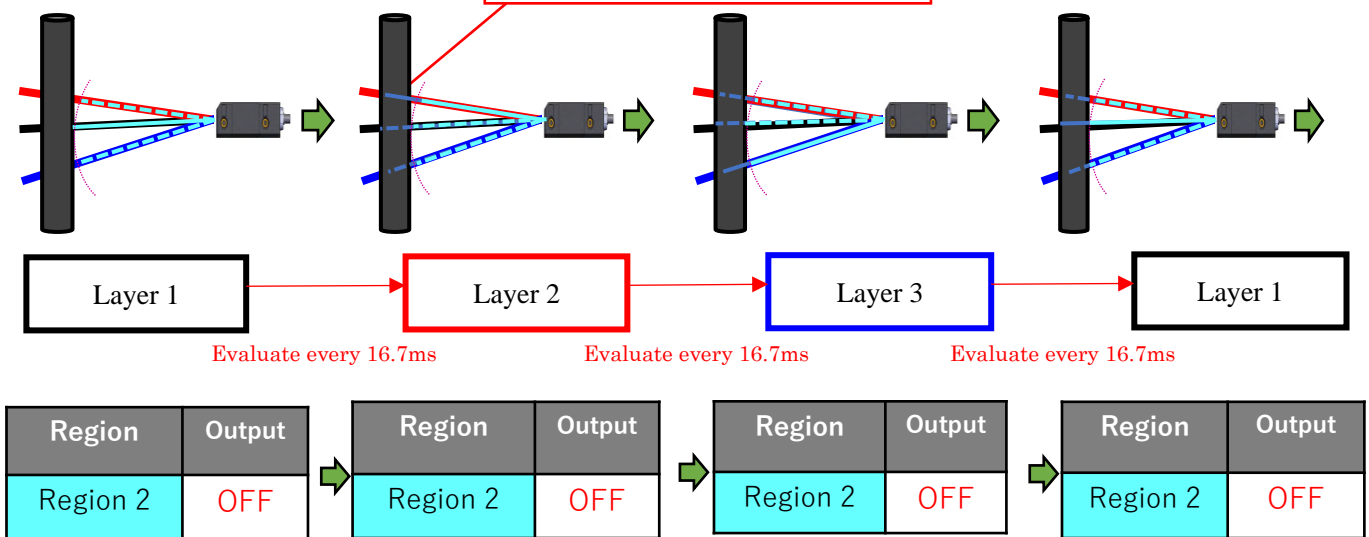 Layer 1
Layer 2
Layer 3
Layer 1
Evaluate every 16.7ms
Evaluate every 16.7ms
Evaluate every 16.7ms
Region Output
Region 2 OFF
Region Output
Region 2 OFF
Region Output
Region 2 OFF
Region Output
Region 2 OFF